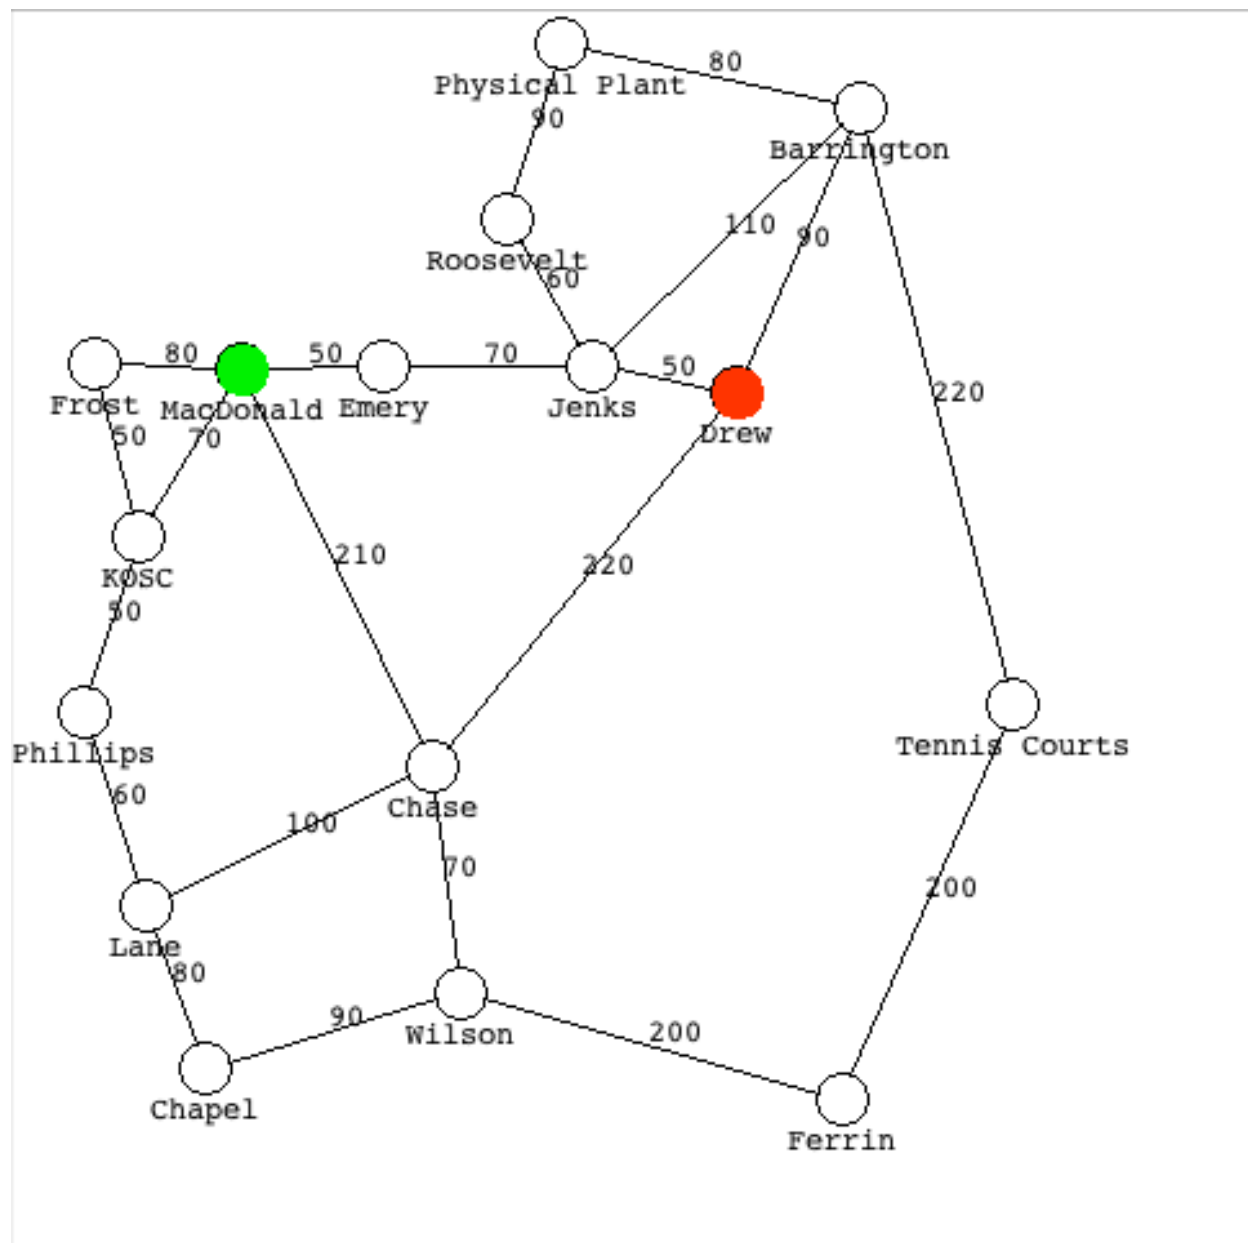 80
Physical Plant
90
Barrington
110
90
Roosevelt
60
80
50
70
50
Frost
MacDonald
Emery
Jenks
Drew
220
50
70
210
220
KOSC
50
Phillips
Tennis Courts
60
Chase
100
70
200
Lane
80
90
Wilson
200
Chapel
Ferrin